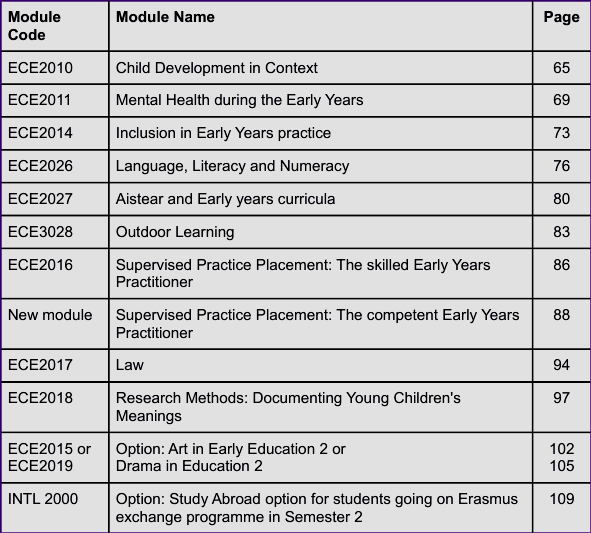 Module Module Name Page
Code
ECE2010 Child Development in Context 65
ECE2011 Mental Health during the Early Years 69
ECE2014 Inclusion in Early Years practice 73
ECE2026 Language, Literacy and Numeracy 76
ECE2027 Aistear and Early years curricula 80
ECE3028 Outdoor Learning 83
ECE2016 Supervised Practice Placement: The skilled Early Years 86
Practitioner
New module Supervised Practice Placement: The competent Early Years 88
Practitioner
ECE2017 Law 94
ECE2018 Research Methods: Documenting Young Children's 97
Meanings
ECE2015 or Option: Art in Early Education 2 or 102
ECE2019 Drama in Education 2 105
INTL 2000 Option: Study Abroad option for students going on Erasmus 109
exchange programme in Semester 2